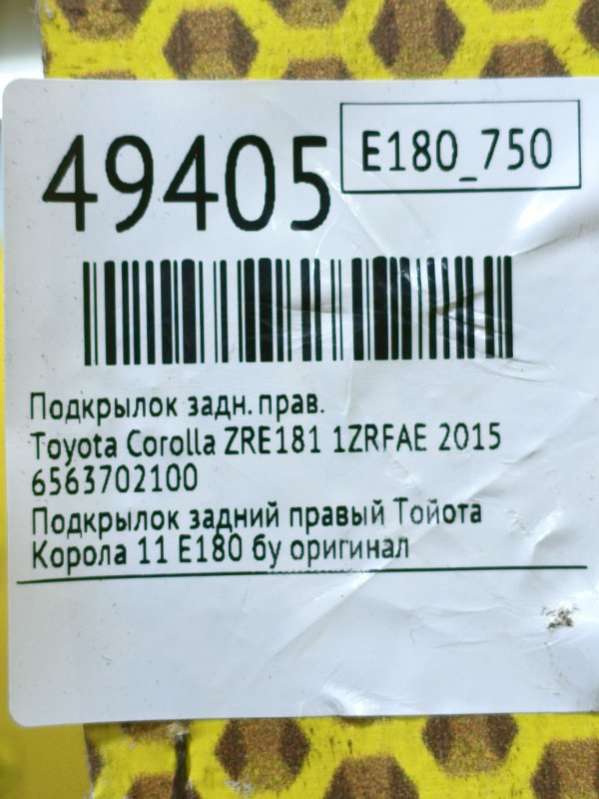 49405
E180_750
Подкрылок задн. прав.
Toyota Corolla ZRE181 1ZRFAE 2015
6563702100
Подкрылок задний правый Тойота
Корола 11 E180 бу оригинал